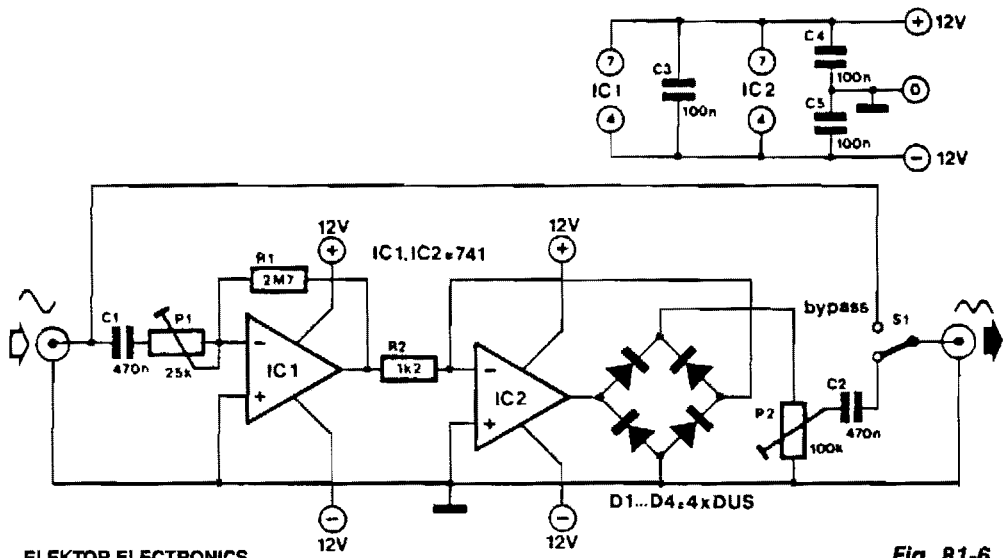 + 12V
C4
100n
7 C3 7
IC1 100n IC2 0
C5
4 4 100n
− 12V
12V 12V
+ IC1, IC2 = 741 +
R1
2M7
bypass
C1 P1 S1
470n 25k − R2
IC1 1k2 − C2
+ IC2 P2
+ 470n
100k
D1...D4=4xDUS
− −
12V 12V
ELEKTOR ELECTRONICS Fig. 81-6